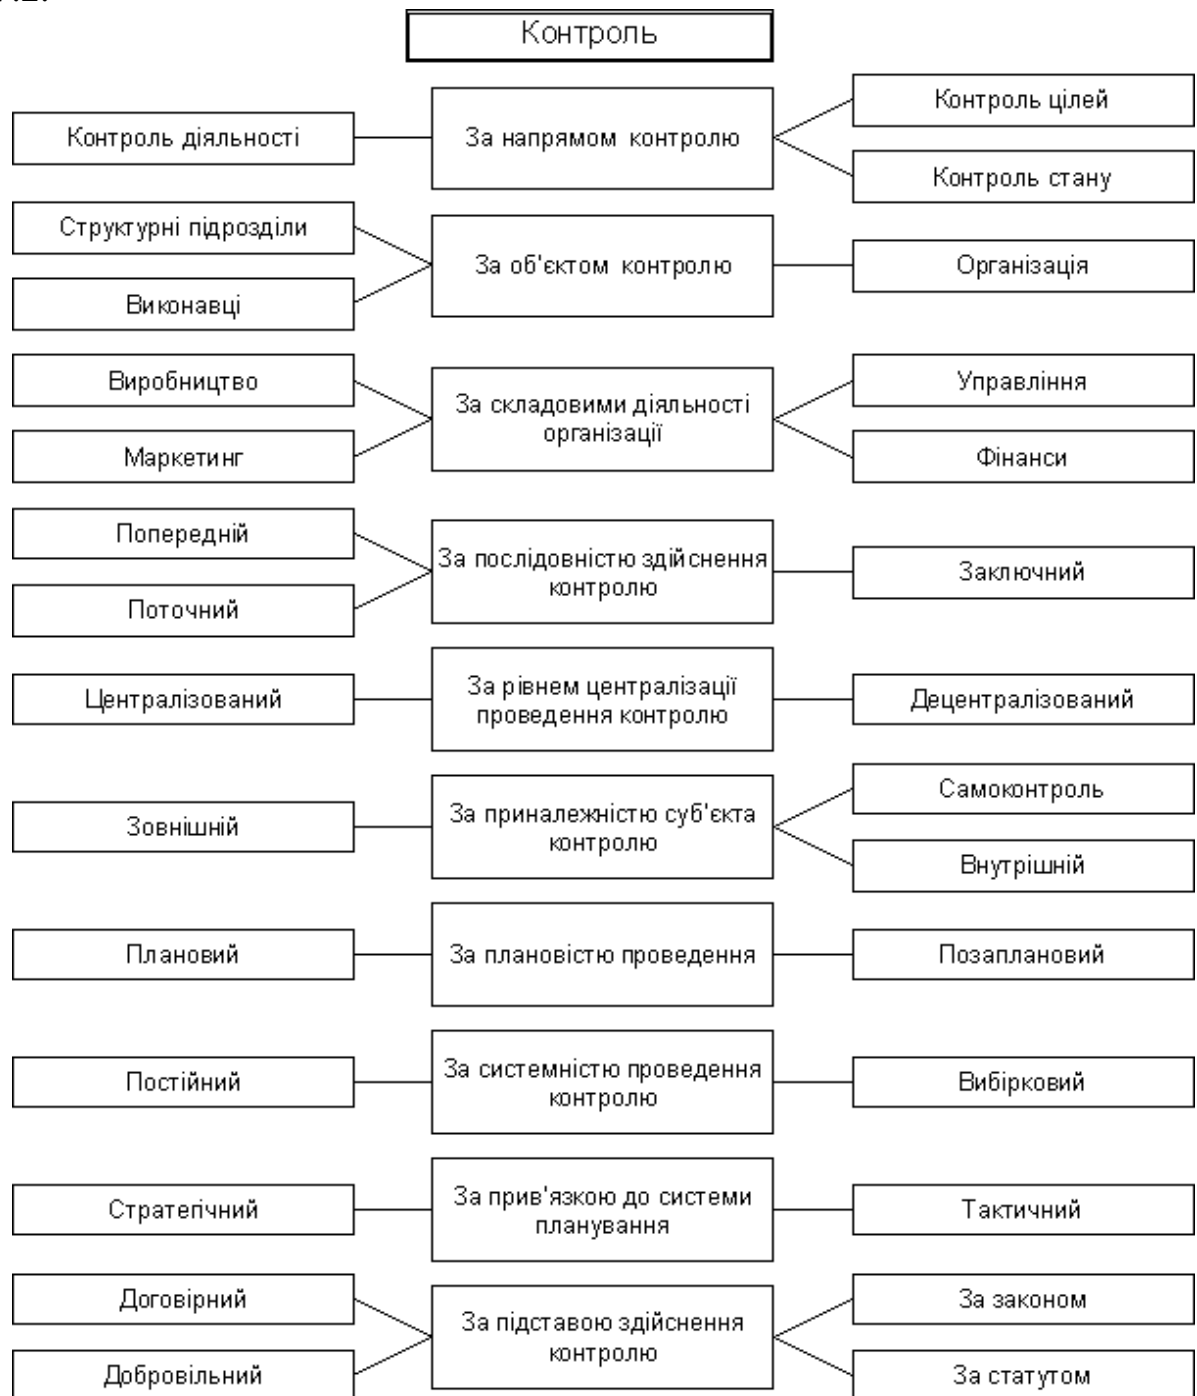 Контроль
Контроль діяльності
За напрямом контролю
Контроль цілей
Контроль стану
Структурні підрозділи
Виконавці
За об'єктом контролю
Організація
Виробництво
Маркетинг
За складовими діяльності
організації
Управління
Фінанси
Попередній
Поточний
За послідовністю здійснення
контролю
Заключний
Централізований
За рівнем централізації
проведення контролю
Децентралізований
Зовнішній
За приналежністю суб'єкта
контролю
Самоконтроль
Внутрішній
Плановий
За плановістю проведення
Позаплановий
Постійний
За системністю проведення
контролю
Вибірковий
Стратегічний
За прив'язкою до системи
планування
Тактичний
Договірний
Добровільний
За підставою здійснення
контролю
За законом
За статутом